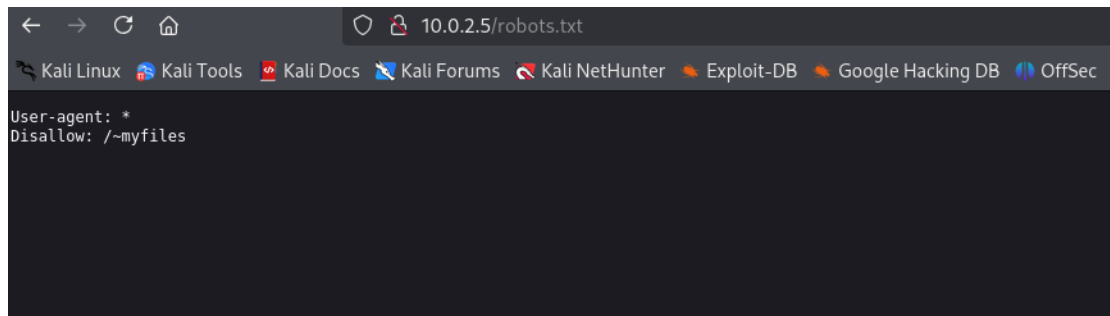 10.0.2.5/robots.txt
Kali Linux Kali Tools Kali Docs Kali Forums Kali NetHunter Exploit-DB Google Hacking DB OffSec
User-agent: *
Disallow: /~myfiles